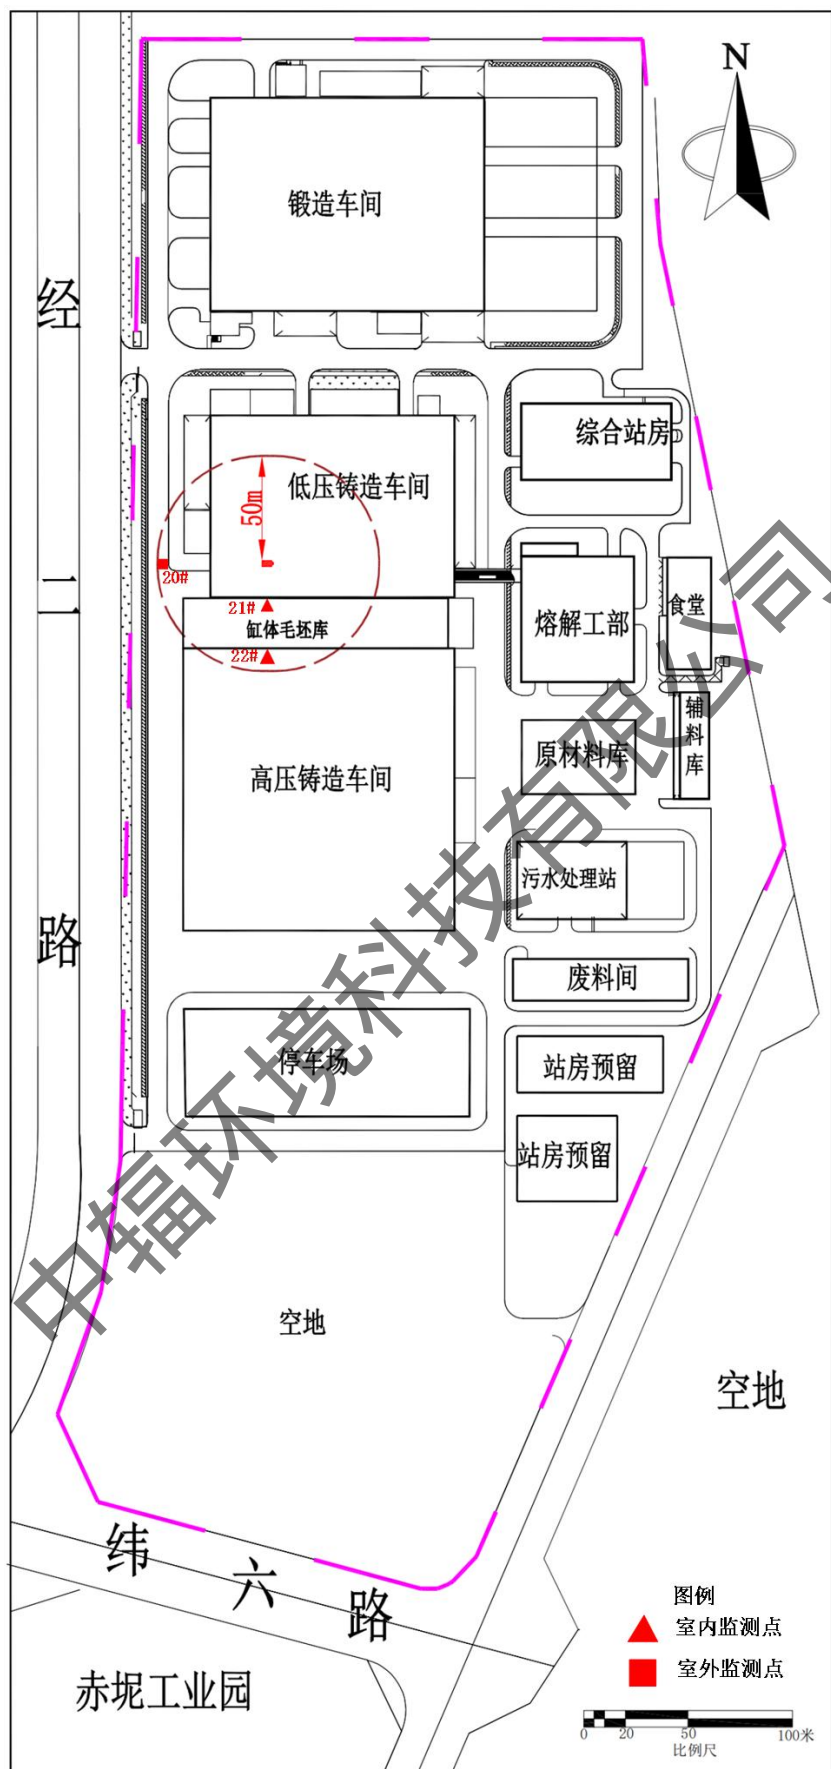 N
锻造车间
经二路
综合站房
低压铸造车间
50m
20#
21#
缸体毛坯库
22#
熔解工部
食堂
辅料库
原材料库
高压铸造车间
污水处理站
废料间
停车场
站房预留
站房预留
空地
空地
纬六路
赤坭工业园
图例
室内监测点
室外监测点
0 20 50 100米
比例尺
中辐环境科技有限公司